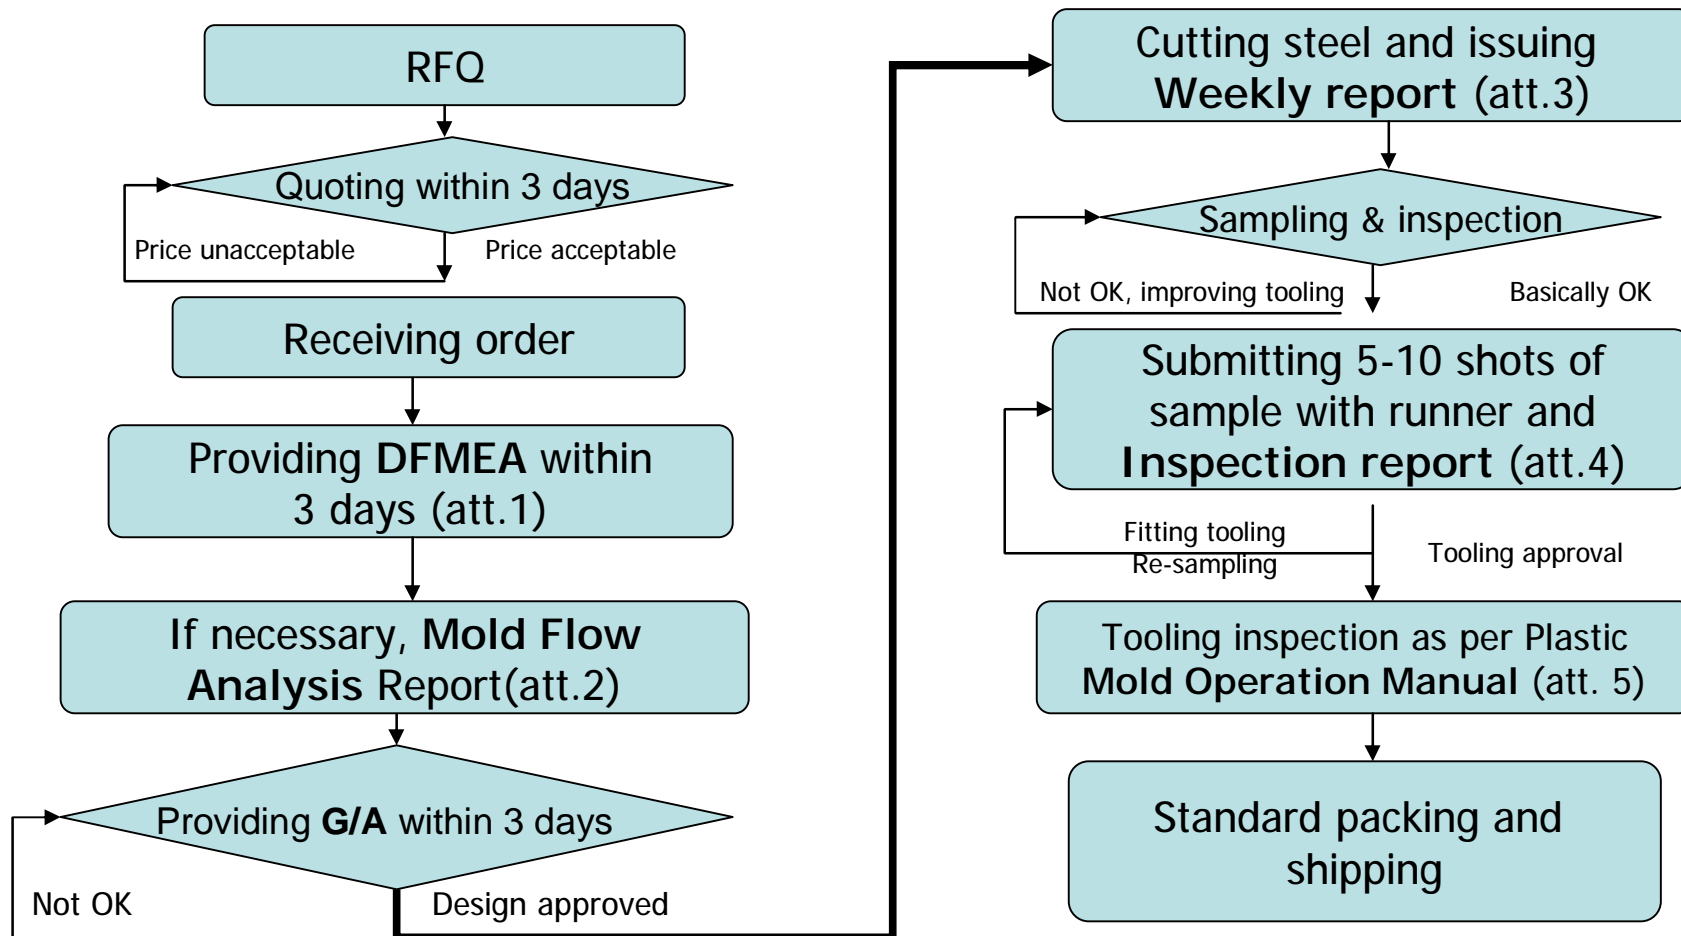 RFQ
Quoting within 3 days
Price unacceptable
Price acceptable
Receiving order
Providing DFMEA within
3 days (att.1)
If necessary, Mold Flow
Analysis Report(att.2)
Providing G/A within 3 days
Not OK
Design approved
Cutting steel and issuing
Weekly report (att.3)
Sampling & inspection
Not OK, improving tooling
Basically OK
Submitting 5-10 shots of
sample with runner and
Inspection report (att.4)
Fitting tooling
Re-sampling
Tooling approval
Tooling inspection as per Plastic
Mold Operation Manual (att. 5)
Standard packing and
shipping